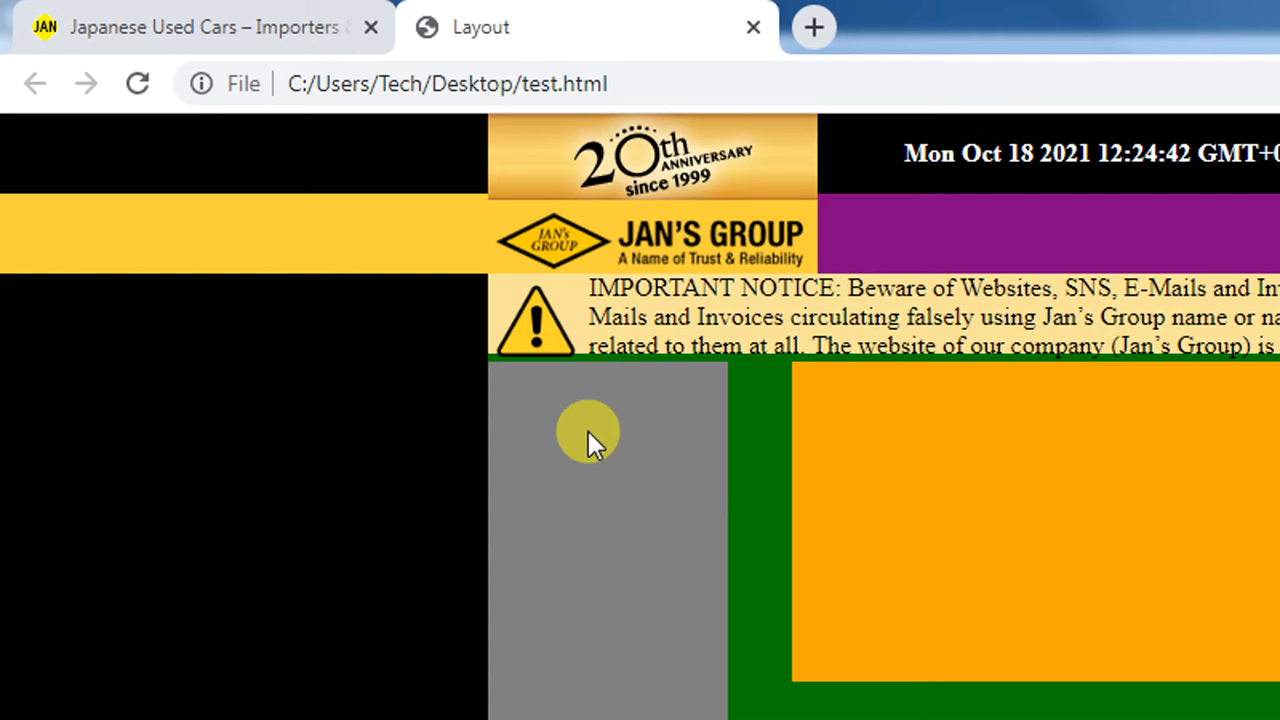 JAN
Japanese Used Cars – Importers
Layout
File
C:/Users/Tech/Desktop/test.html
20th
ANNIVERSARY
since 1999
Mon Oct 18 2021 12:24:42 GMT+
JAN'S
GROUP
JAN'S GROUP
A Name of Trust & Reliability
IMPORTANT NOTICE: Beware of Websites, SNS, E-Mails and In
Mails and Invoices circulating falsely using Jan’s Group name or na
related to them at all. The website of our company (Jan’s Group) is